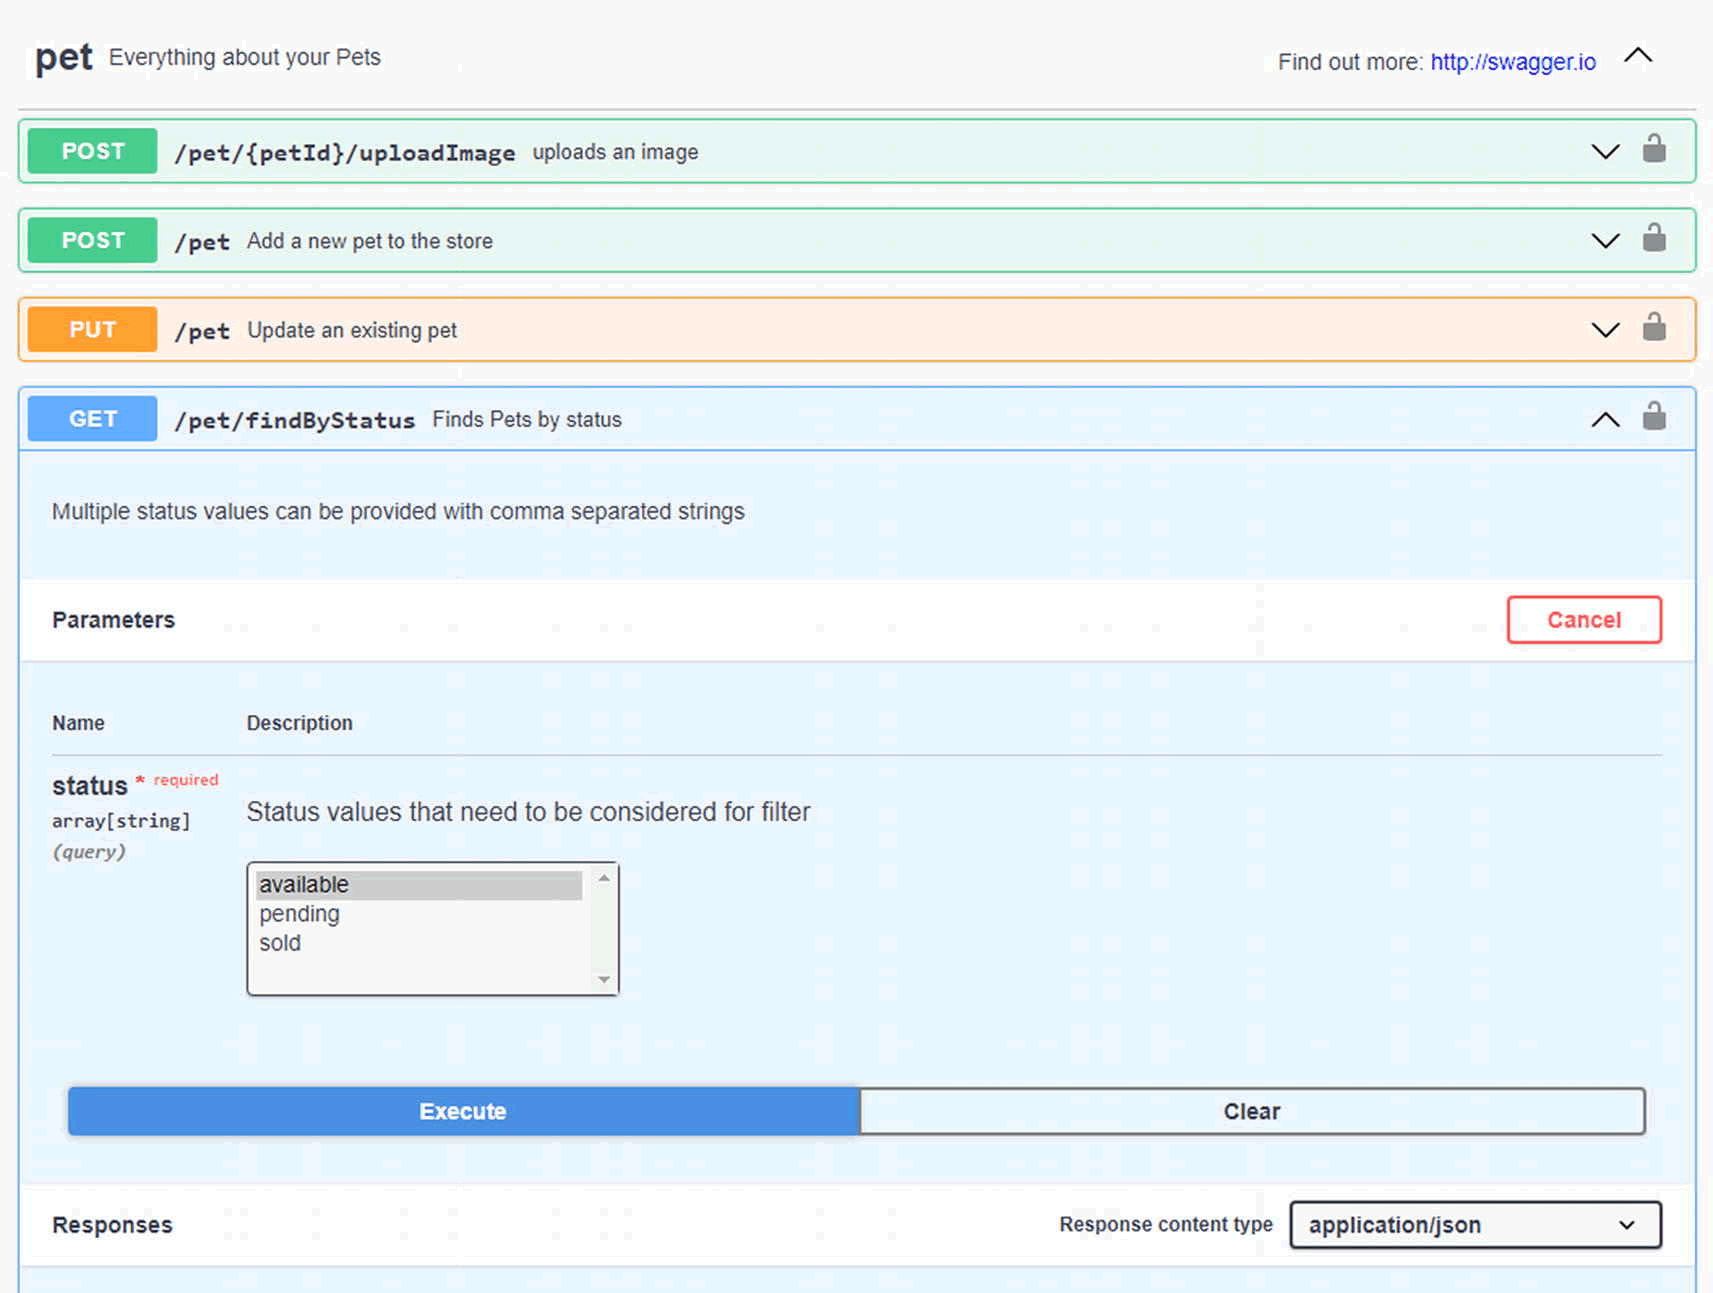 pet Everything about your Pets
Find out more: http://swagger.io
POST /pet/{petId}/uploadImage uploads an image
POST /pet Add a new pet to the store
PUT /pet Update an existing pet
GET /pet/findByStatus Finds Pets by status
Multiple status values can be provided with comma separated strings
Parameters
Cancel
Name Description
status * required
array[string]
(query)
Status values that need to be considered for filter
available
pending
sold
Execute Clear
Responses
Response content type application/json